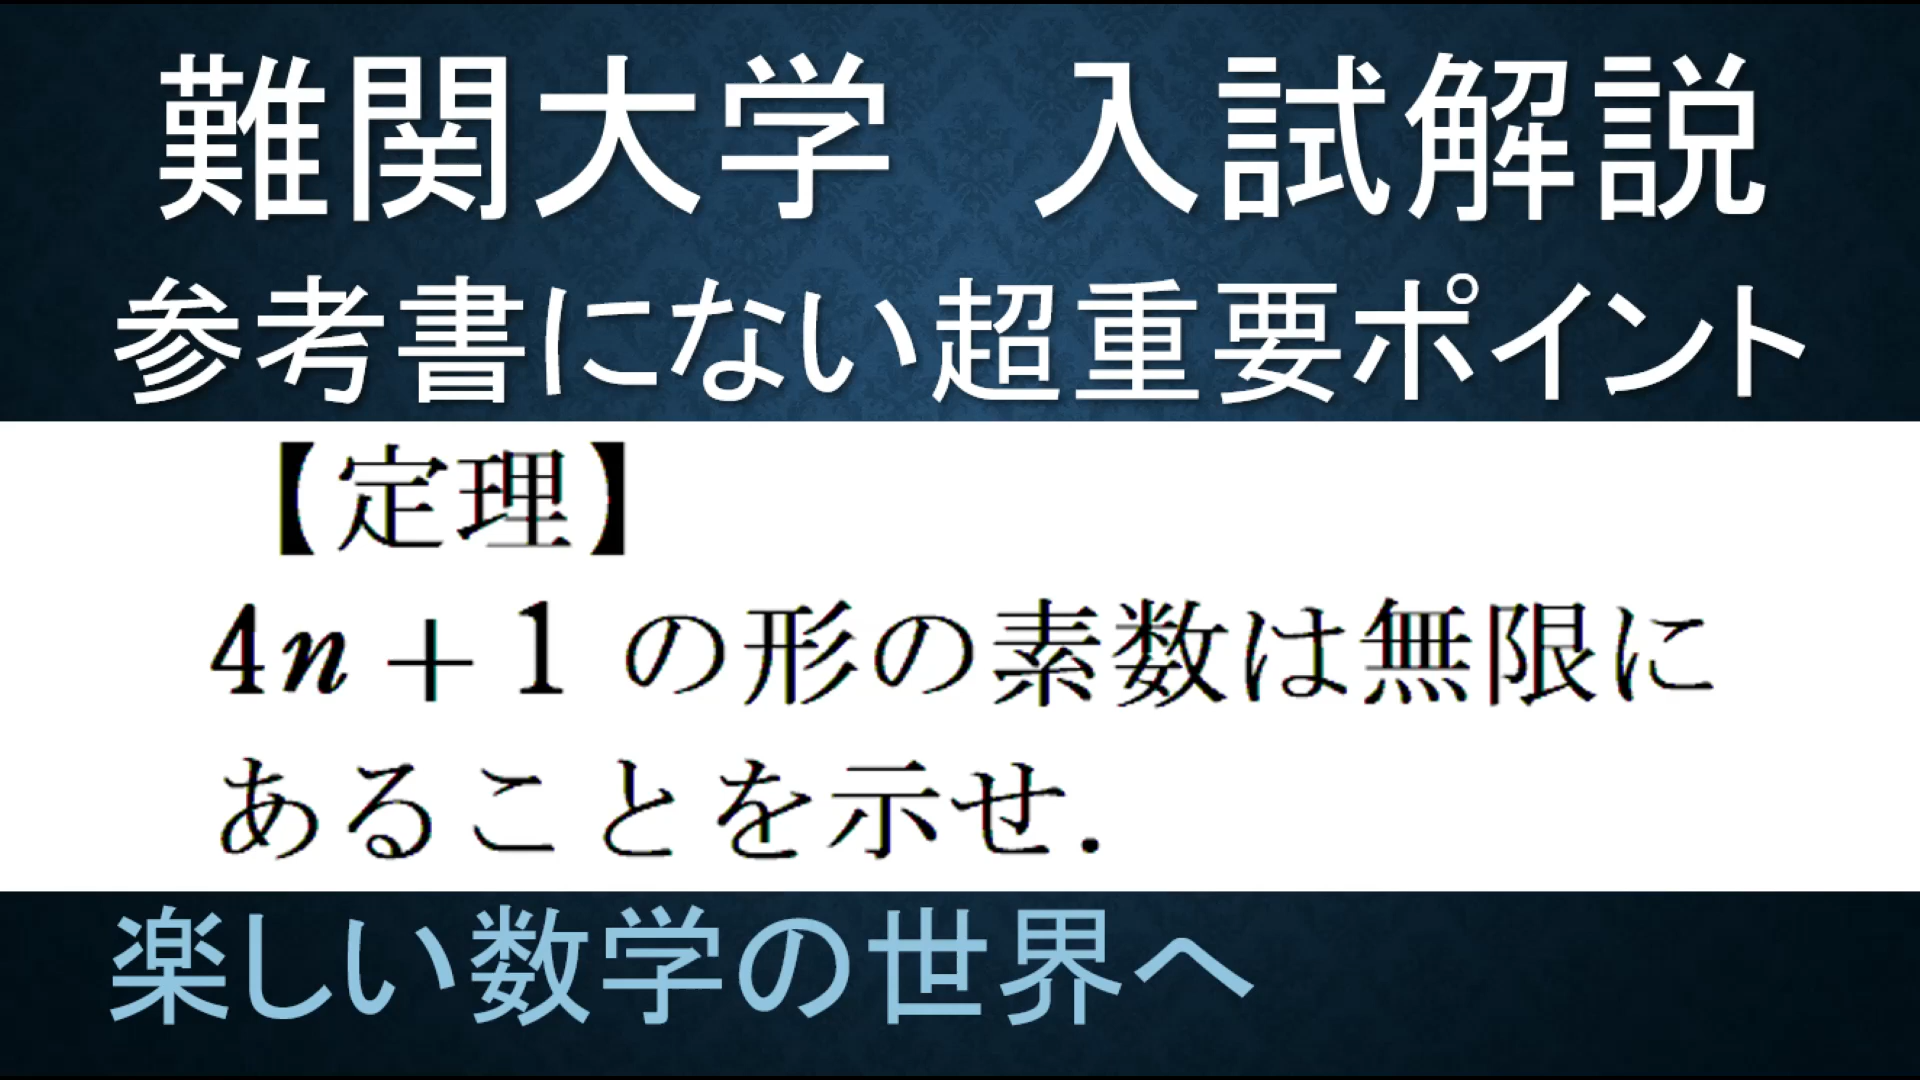 難関大学　入試解説
参考書にない超重要ポイント
【定理】
4n+1 の形の素数は無限に
あることを示せ.
楽しい数学の世界へ